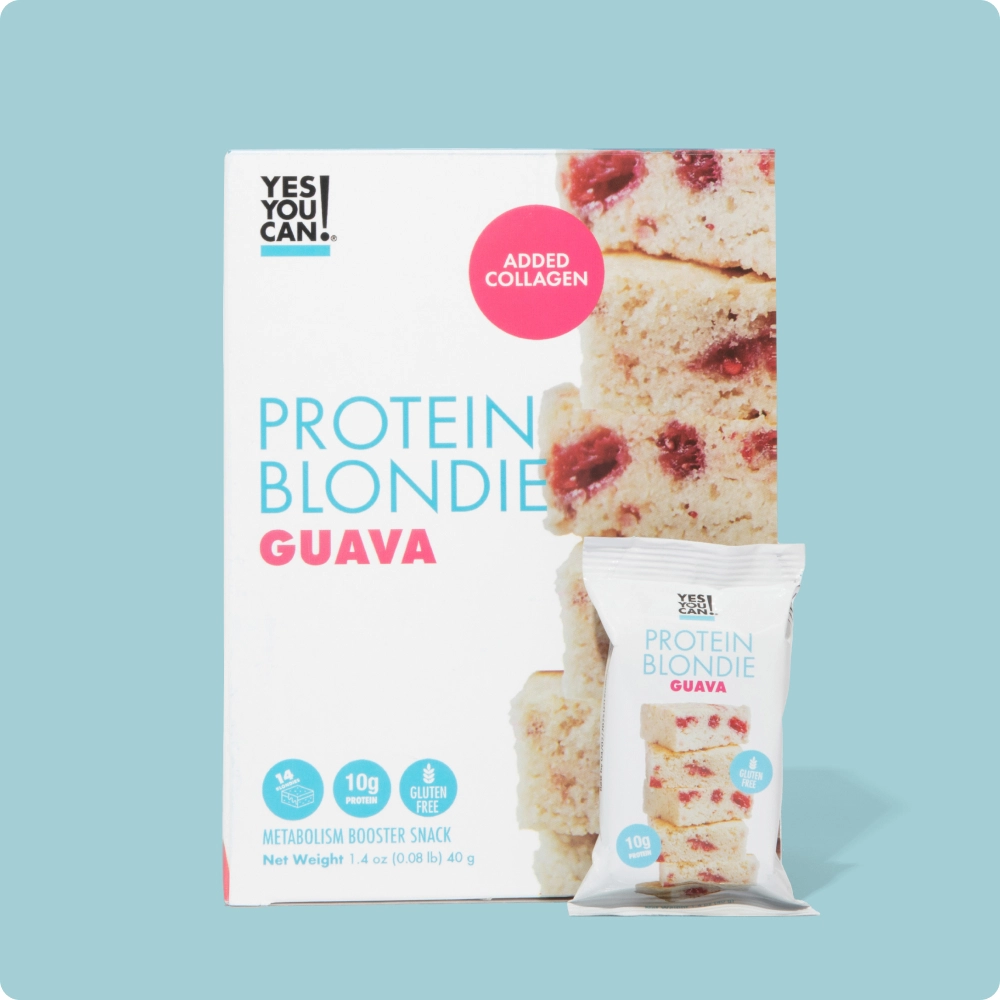 YES
YOU
CAN!®
ADDED
COLLAGEN
PROTEIN
BLONDIE
GUAVA
14
10g
PROTEIN
GLUTEN
FREE
METABOLISM BOOSTER SNACK
Net Weight 1.4 oz (0.08 lb) 40 g
YES
YOU
CAN!
PROTEIN
BLONDIE
GUAVA
GLUTEN
FREE
10g
PROTEIN